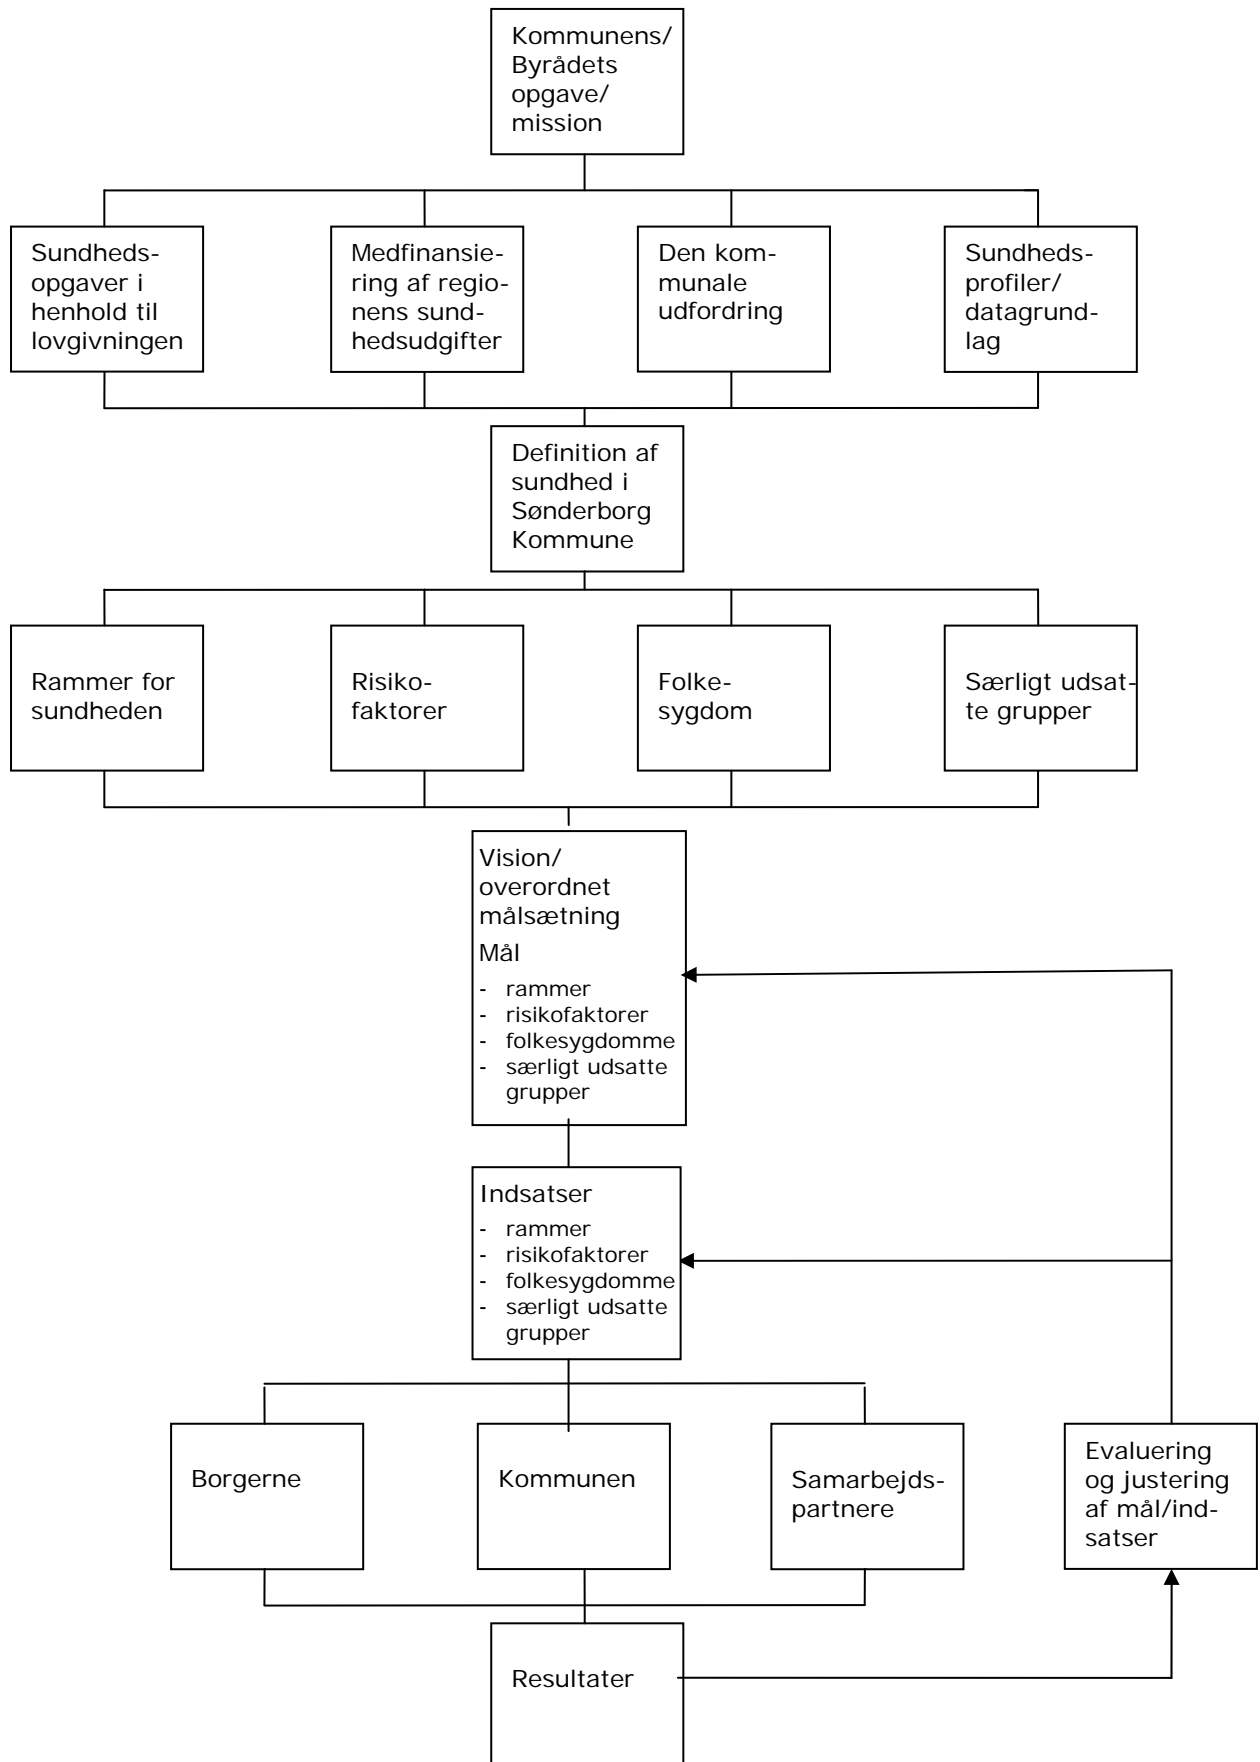 Kommunens/
Byrådets
opgave/
mission
Sundheds-
opgaver i
henhold til
lovgivningen
Medfinansie-
ring af regio-
nens sund-
hedsudgifter
Den kom-
munale
udfordring
Sundheds-
profiler/
datagrund-
lag
Definition af
sundhed i
Sønderborg
Kommune
Rammer for
sundheden
Risiko-
faktorer
Folke-
sygdom
Særligt udsat-
te grupper
Vision/
overordnet
målsætning
Mål
- rammer
- risikofaktorer
- folkesygdomme
- særligt udsatte
grupper
Indsatser
- rammer
- risikofaktorer
- folkesygdomme
- særligt udsatte
grupper
Borgerne
Kommunen
Samarbejds-
partnere
Evaluering
og justering
af mål/ind-
satser
Resultater